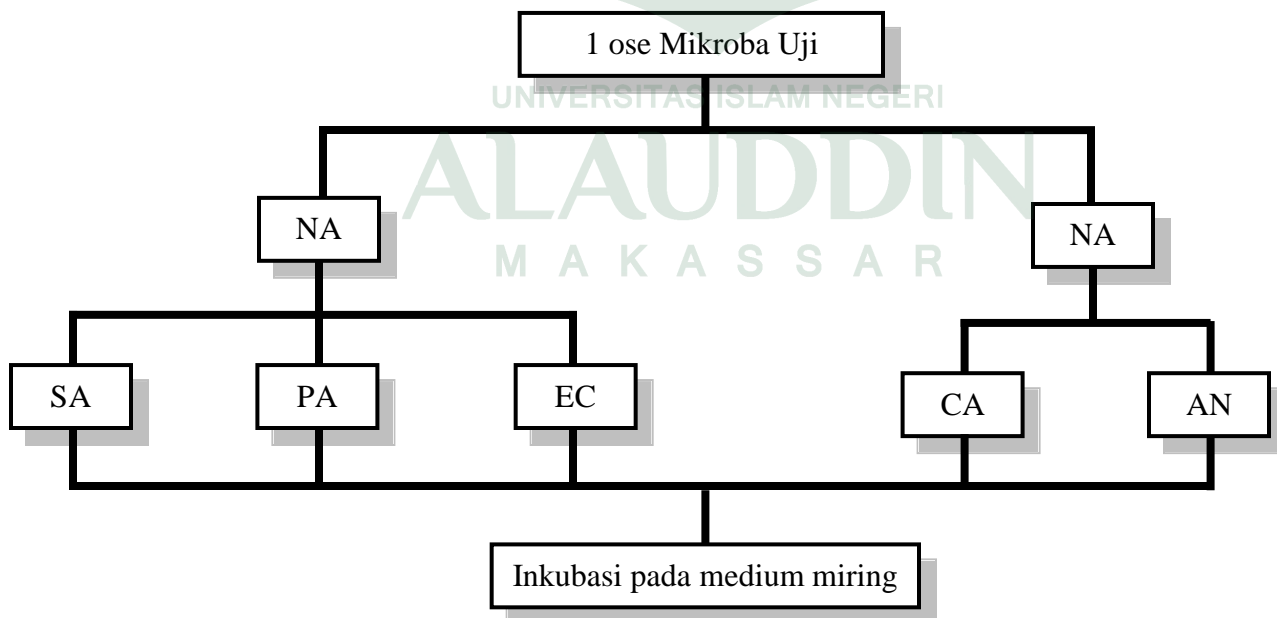 1 ose Mikroba Uji
UNIVERSITAS ISLAM NEGERI
ALAUDDIN
NA
NA
MAKASSAR
SA
PA
EC
CA
AN
Inkubasi pada medium miring